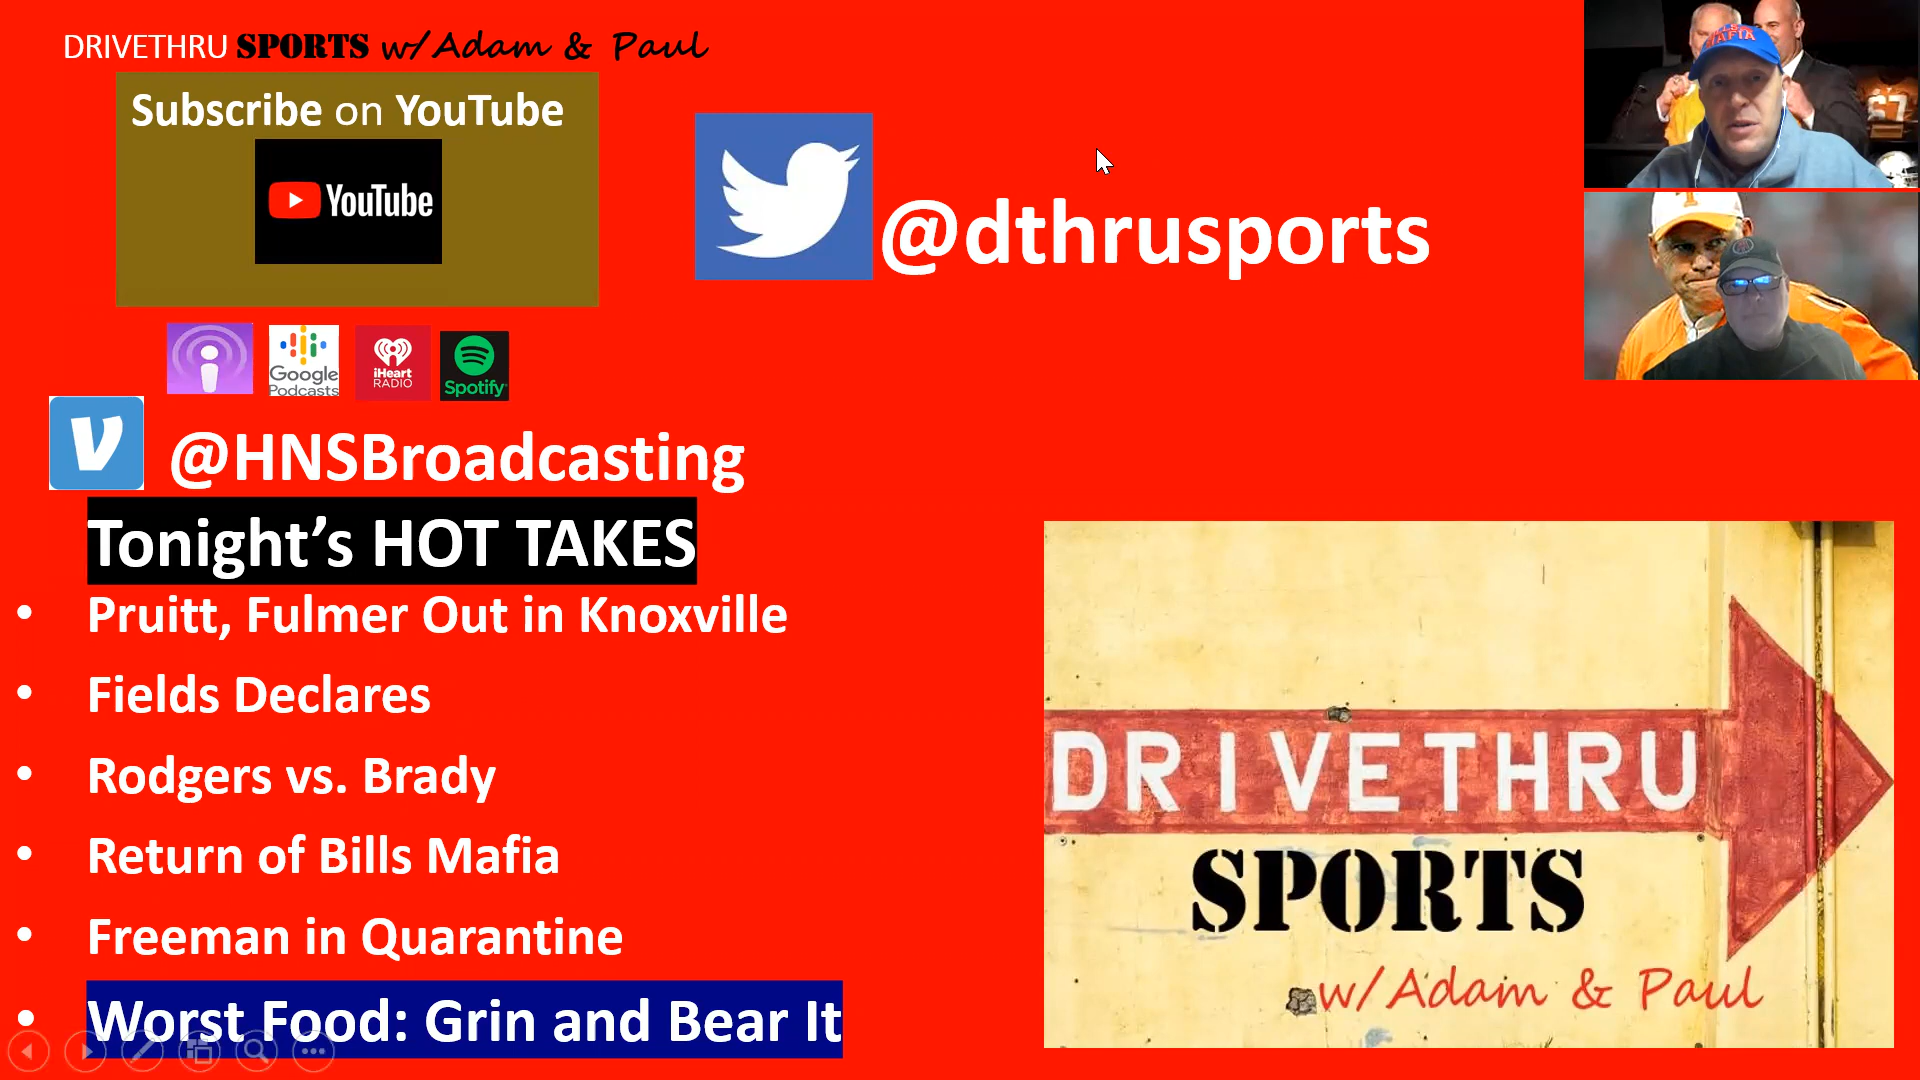 DRIVETHRU SPORTS w/Adam & Paul
Subscribe on YouTube
YouTube
@dthrusports
Google
Podcasts
iHeart
RADIO
Spotify
@HNSBroadcasting
Tonight’s HOT TAKES
• Pruitt, Fulmer Out in Knoxville
• Fields Declares
• Rodgers vs. Brady
• Return of Bills Mafia
• Freeman in Quarantine
• Worst Food: Grin and Bear It
MAFIA
67
T
DRIVETHRU
SPORTS
w/Adam & Paul